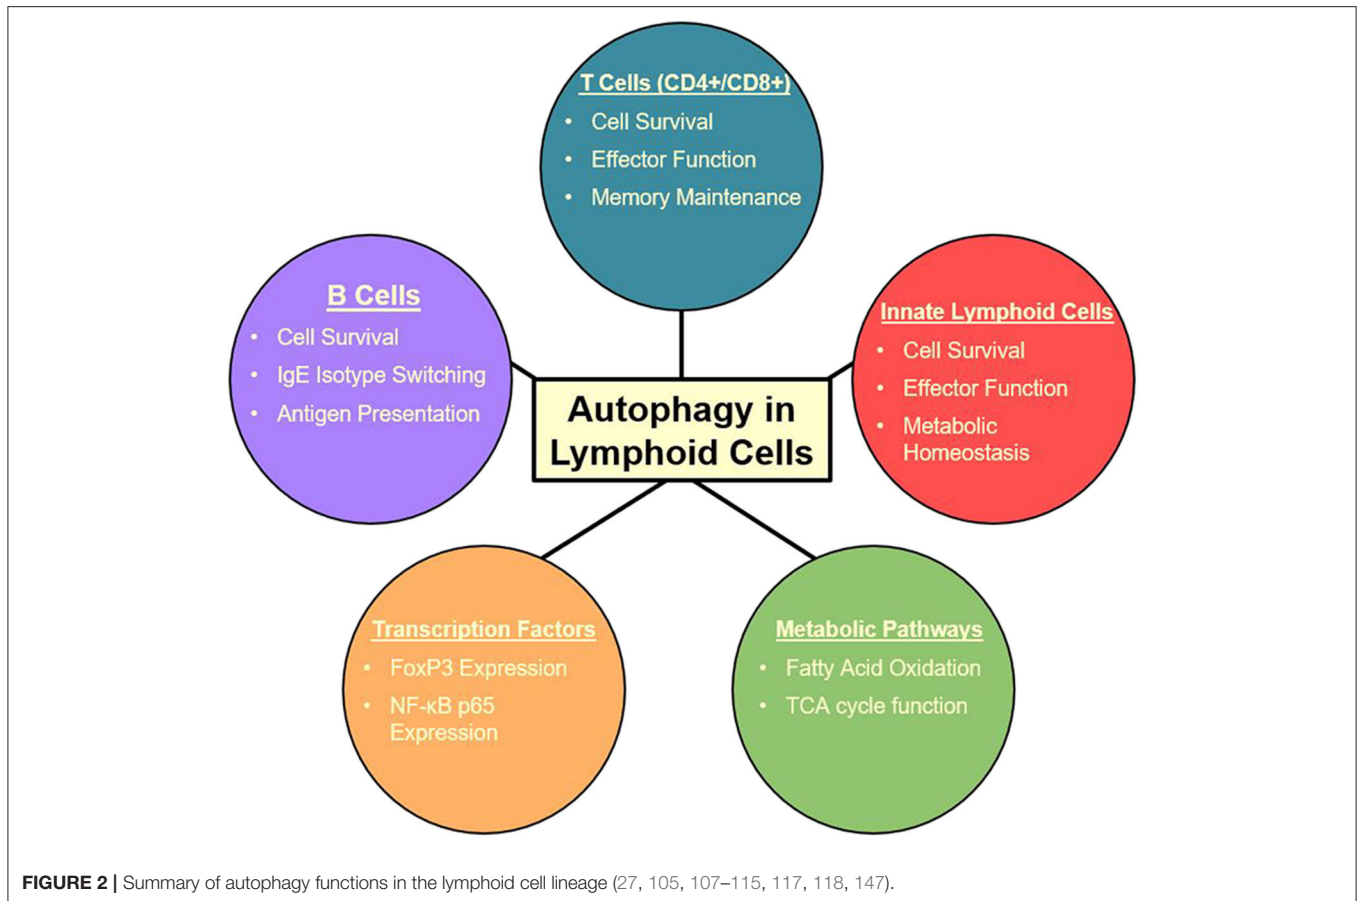 T Cells (CD4+/CD8+)
• Cell Survival
• Effector Function
• Memory Maintenance
B Cells
• Cell Survival
• IgE Isotype Switching
• Antigen Presentation
Innate Lymphoid Cells
• Cell Survival
• Effector Function
• Metabolic
Homeostasis
Autophagy in
Lymphoid Cells
Transcription Factors
• FoxP3 Expression
• NF-κB p65
Expression
Metabolic Pathways
• Fatty Acid Oxidation
• TCA cycle function
FIGURE 2 | Summary of autophagy functions in the lymphoid cell lineage (27, 105, 107–115, 117, 118, 147).